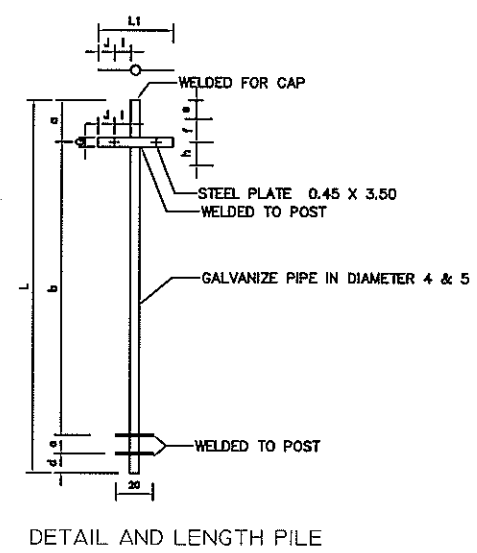 L1
J I
WELDED FOR CAP
a
e
J I
f
g
h
STEEL PLATE 0.45 X 3.50
WELDED TO POST
GALVANIZE PIPE IN DIAMETER 4 & 5
L
b
a
WELDED TO POST
d
20
DETAIL AND LENGTH PILE